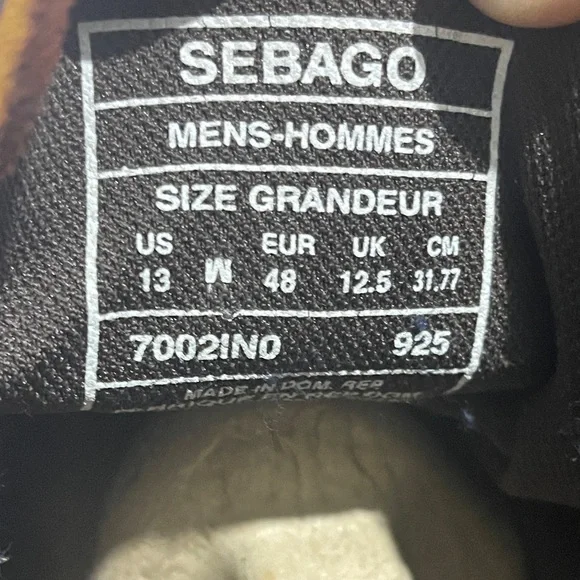 SEBAGO
MENS-HOMMES
SIZE GRANDEUR
US M EUR UK CM
13 48 12.5 31.77
7002INO 925
MADE IN DOM. REP